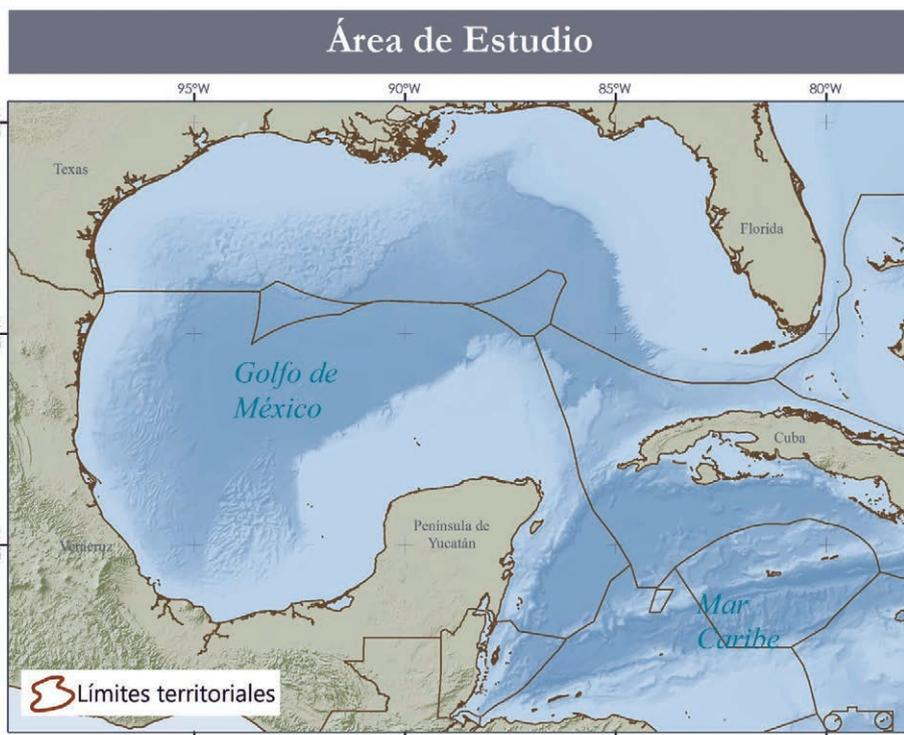 Área de Estudio
95°W 90°W 85°W 80°W
Texas
Florida
Golfo de
México
Cuba
Península de
Yucatán
Veracruz
Mar
Caribe
Límites territoriales